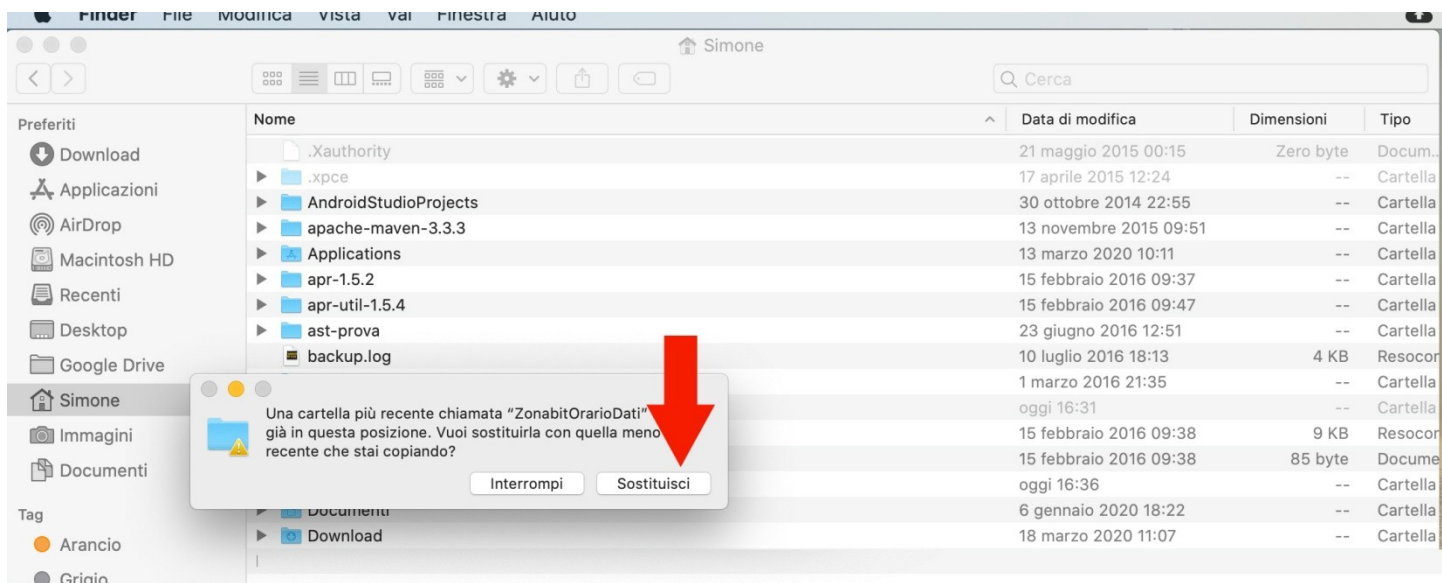 Finder File Modifica Vista Vai Finestra Aiuto
Simone
Cerca
Preferiti
Download
Applicazioni
AirDrop
Macintosh HD
Recenti
Desktop
Google Drive
Simone
Immagini
Documenti
Tag
Arancio
Grigio
Nome Data di modifica Dimensioni Tipo
.Xauthority 21 maggio 2015 00:15 Zero byte Docum..
.xpce 17 aprile 2015 12:24 -- Cartella
AndroidStudioProjects 30 ottobre 2014 22:55 -- Cartella
apache-maven-3.3.3 13 novembre 2015 09:51 -- Cartella
Applications 13 marzo 2020 10:11 -- Cartella
apr-1.5.2 15 febbraio 2016 09:37 -- Cartella
apr-util-1.5.4 15 febbraio 2016 09:47 -- Cartella
ast-prova 23 giugno 2016 12:51 -- Cartella
backup.log 10 luglio 2016 18:13 4 KB Resocor
1 marzo 2016 21:35 -- Cartella
oggi 16:31 -- Cartella
15 febbraio 2016 09:38 9 KB Resocor
15 febbraio 2016 09:38 85 byte Docume
oggi 16:36 -- Cartella
Documenti 6 gennaio 2020 18:22 -- Cartella
Download 18 marzo 2020 11:07 -- Cartella
Una cartella più recente chiamata “ZonabitOrarioDati”
già in questa posizione. Vuoi sostituirla con quella meno
recente che stai copiando?
Interrompi Sostituisci